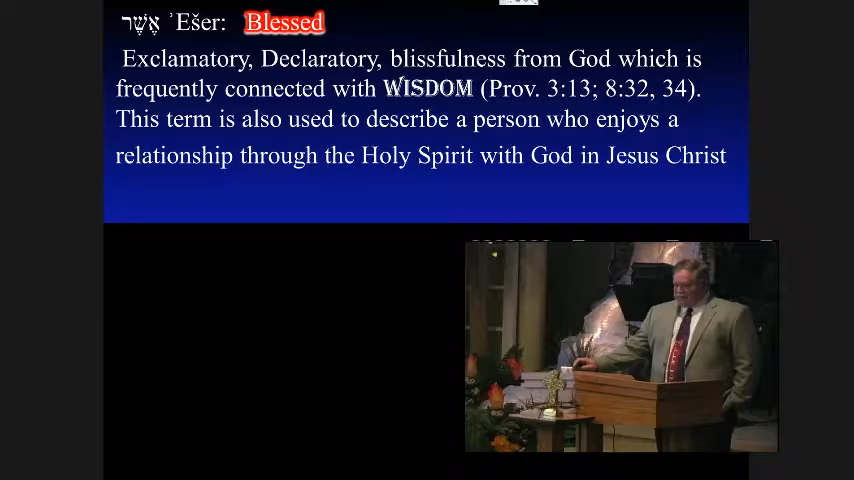 אֶשֶׁר ʾEšer: Blessed
Exclamatory, Declaratory, blissfulness from God which is
frequently connected with WISDOM (Prov. 3:13; 8:32, 34).
This term is also used to describe a person who enjoys a
relationship through the Holy Spirit with God in Jesus Christ